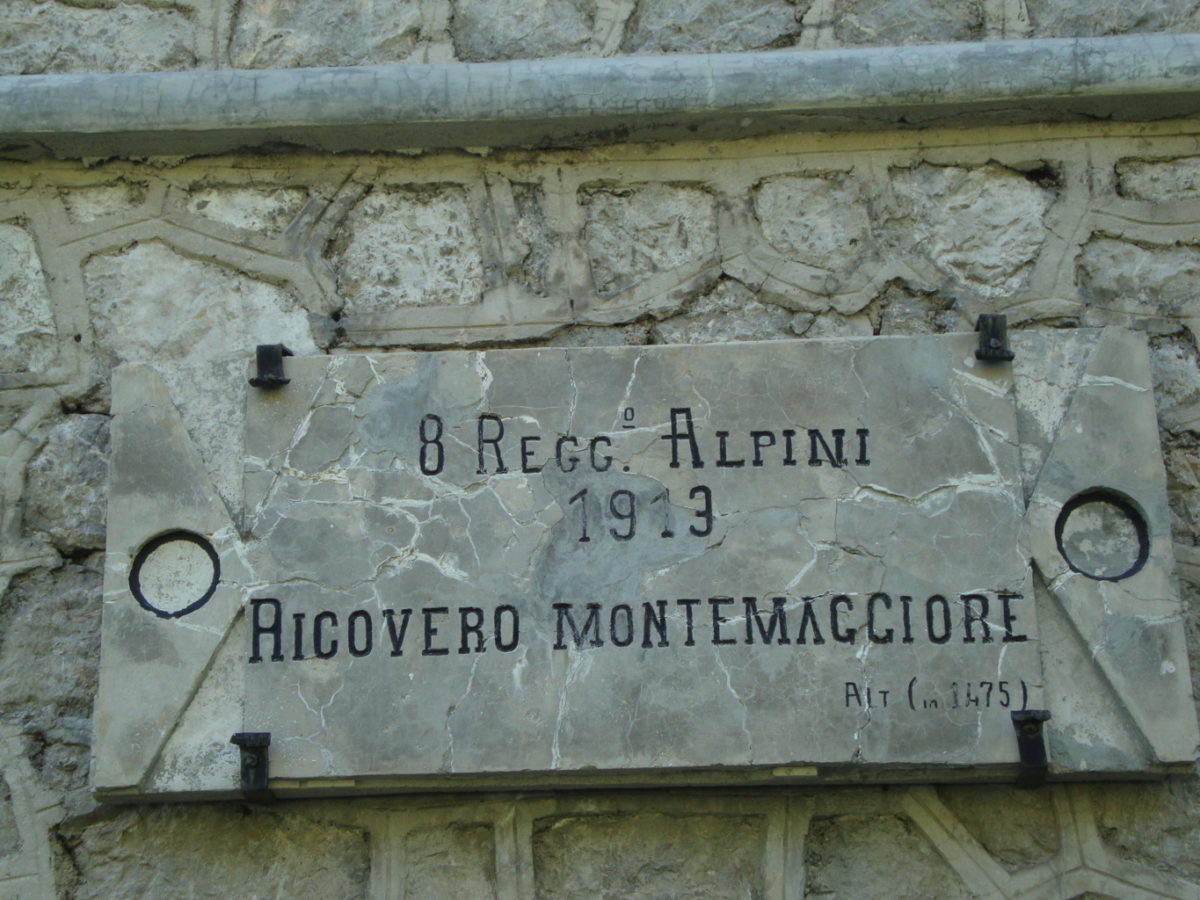 8 REGG.º ALPINI
1913
RICOVERO MONTEMAGGIORE
ALT (m 1475)